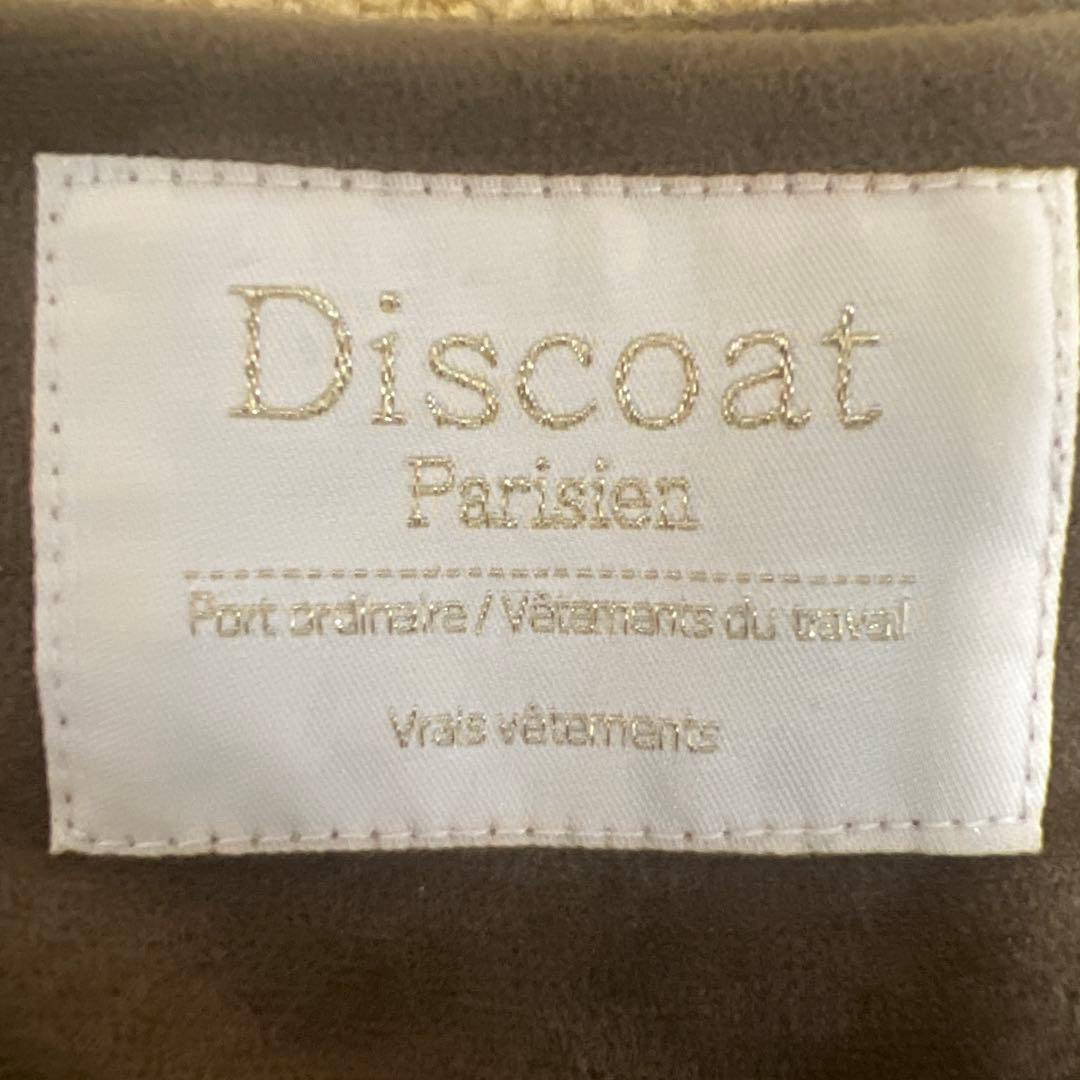 Discoat
Parisien
Port ordinaire / Vêtements du travail
Vrais vêtements